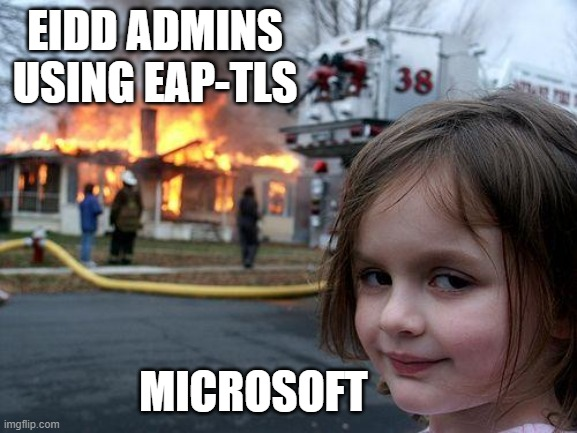 EIDD ADMINS
USING EAP-TLS
38
MICROSOFT
imgflip.com